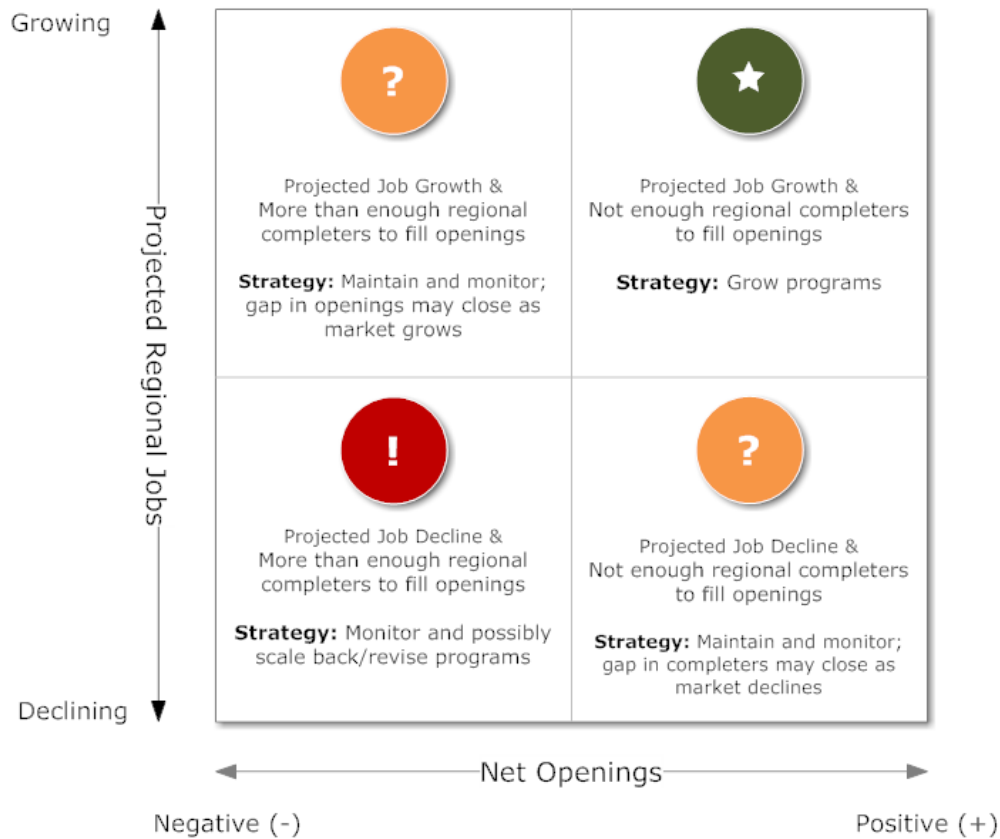 Growing
?
Projected Job Growth &
More than enough regional
completers to fill openings
Strategy: Maintain and monitor;
gap in openings may close as
market grows
Projected Job Growth &
Not enough regional completers
to fill openings
Strategy: Grow programs
Projected Regional Jobs
!
Projected Job Decline &
More than enough regional
completers to fill openings
Strategy: Monitor and possibly
scale back/revise programs
?
Projected Job Decline &
Not enough regional completers
to fill openings
Strategy: Maintain and monitor;
gap in completers may close as
market declines
Declining
Net Openings
Negative (-)
Positive (+)